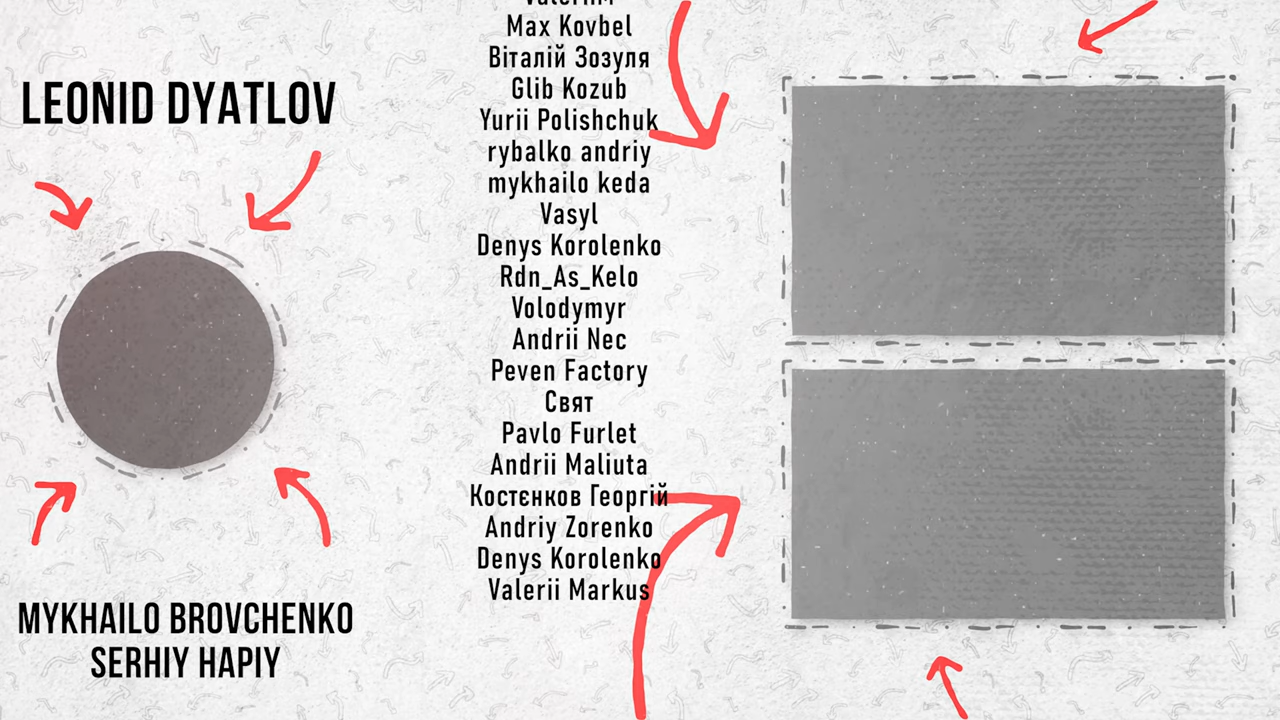 LEONID DYATLOV
MYKHAILO BROVCHENKO
SERHIY HAPIY
Max Kovbel
Віталій Зозуля
Glib Kozub
Yurii Polishchuk
rybalko andriy
mykhailo keda
Vasyl
Denys Korolenko
Rdn_As_Kelo
Volodymyr
Andrii Nec
Peven Factory
Свят
Pavlo Furlet
Andrii Maliuta
Костєнков Георгій
Andriy Zorenko
Denys Korolenko
Valerii Markus